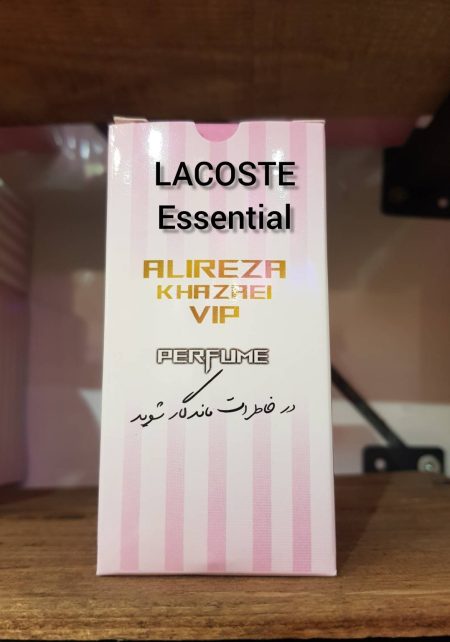 LACOSTE
Essential
ALIREZA
KHAZAEI
VIP
PERFUME
در خاطرات ماندگار شوید